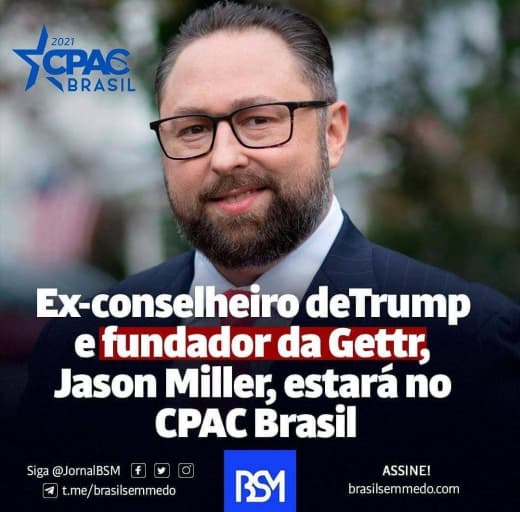 2021
CPAC
BRASIL
Ex-conselheiro deTrump
e fundador da Gettr,
Jason Miller, estará no
CPAC Brasil
Siga @JornalBSM
t.me/brasilsemmedo
BSM
ASSINE!
brasilsemmedo.com